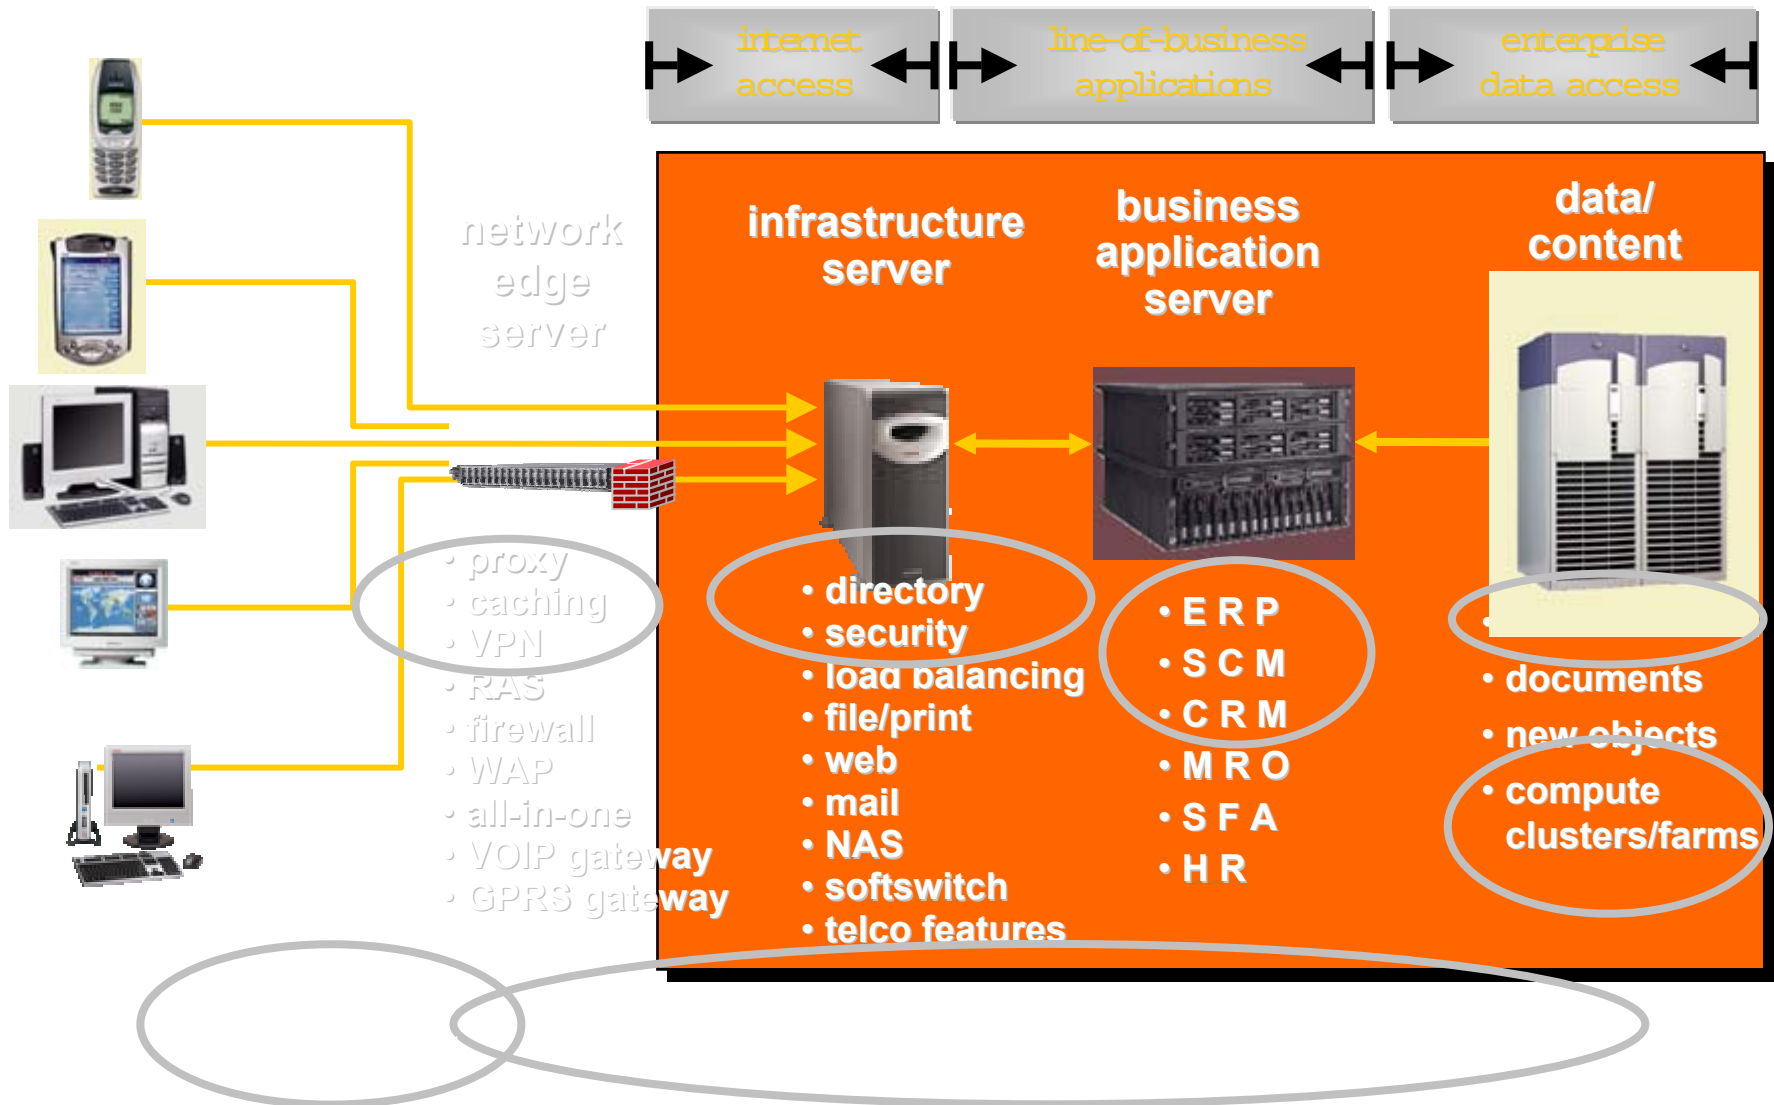 internet
access
line-of-business
applications
enterprise
data access
network
edge
server
• proxy
• caching
• VPN
• RAS
• firewall
• WAP
• all-in-one
• VOIP gateway
• GPRS gateway
infrastructure
server
• directory
• security
• load balancing
• file/print
• web
• mail
• NAS
• softswitch
• telco features
business
application
server
• E R P
• S C M
• C R M
• M R O
• S F A
• H R
data/
content
•
• documents
• new objects
• compute
clusters/farms